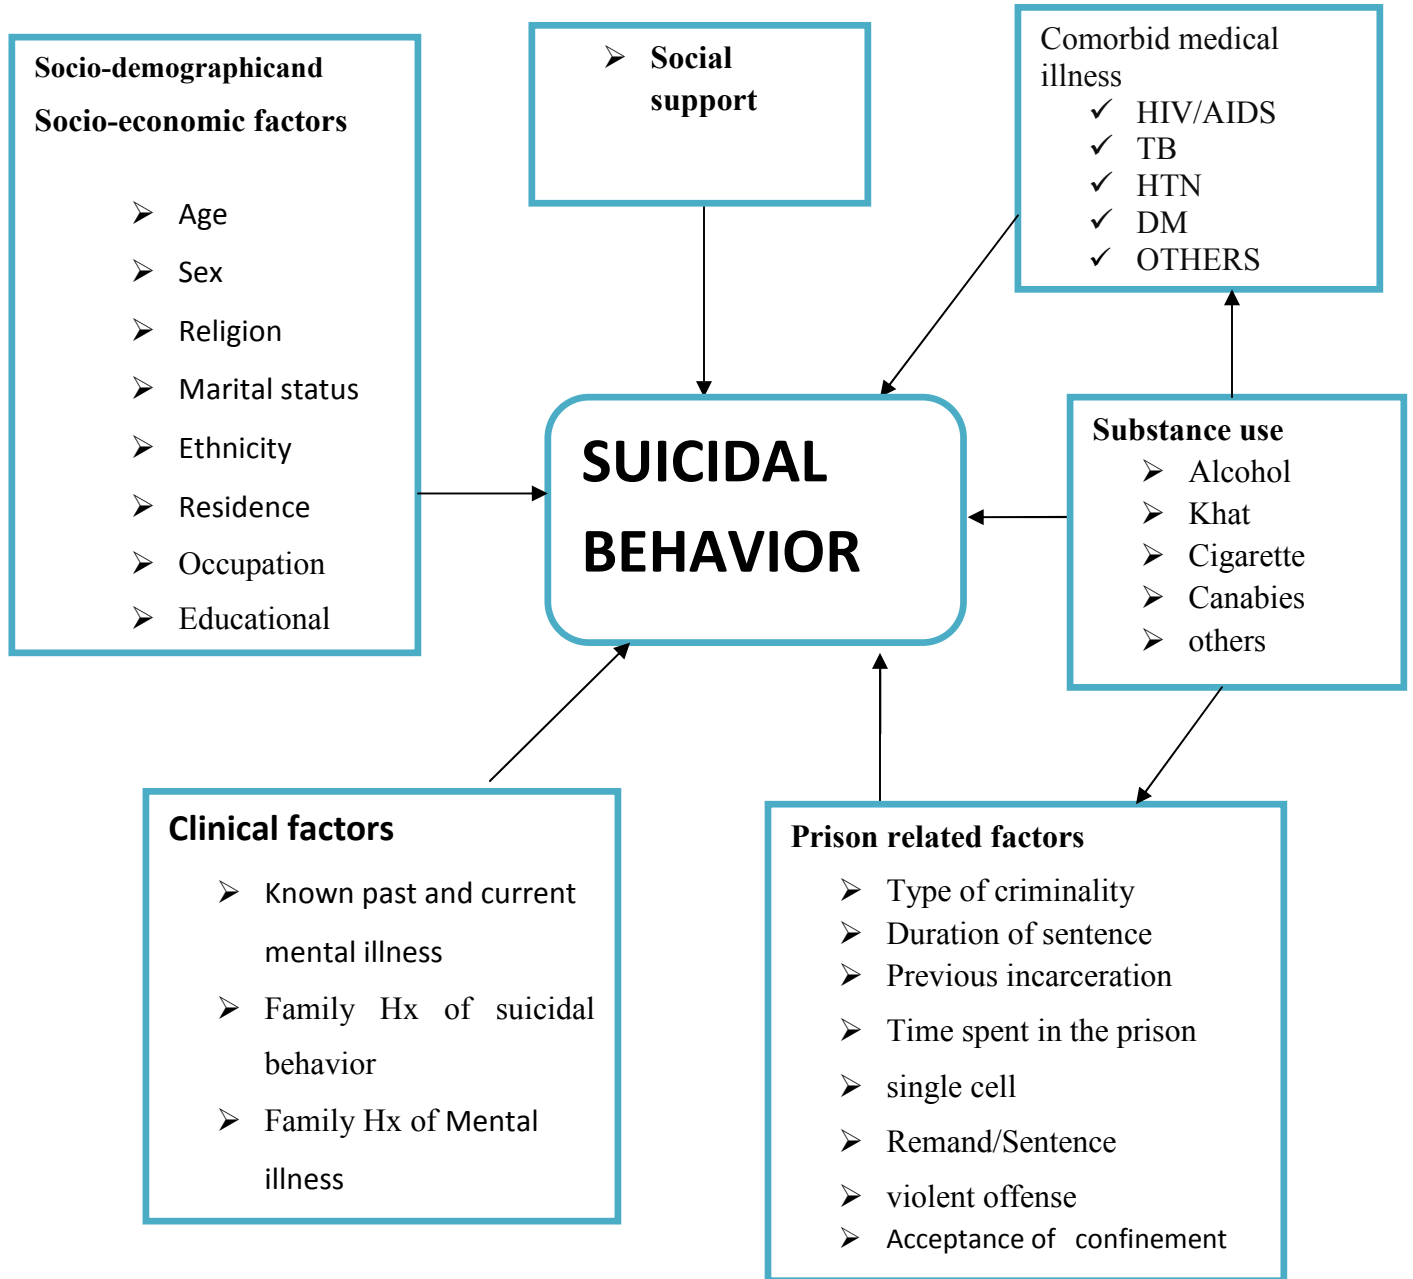 Socio-demographicand
Socio-economic factors
➢ Age
➢ Sex
➢ Religion
➢ Marital status
➢ Ethnicity
➢ Residence
➢ Occupation
➢ Educational
➢ Social
support
Comorbid medical
illness
✓ HIV/AIDS
✓ TB
✓ HTN
✓ DM
✓ OTHERS
SUICIDAL
BEHAVIOR
Substance use
➢ Alcohol
➢ Khat
➢ Cigarette
➢ Canabies
➢ others
Clinical factors
➢ Known past and current
mental illness
➢ Family Hx of suicidal
behavior
➢ Family Hx of Mental
illness
Prison related factors
➢ Type of criminality
➢ Duration of sentence
➢ Previous incarceration
➢ Time spent in the prison
➢ single cell
➢ Remand/Sentence
➢ violent offense
➢ Acceptance of confinement